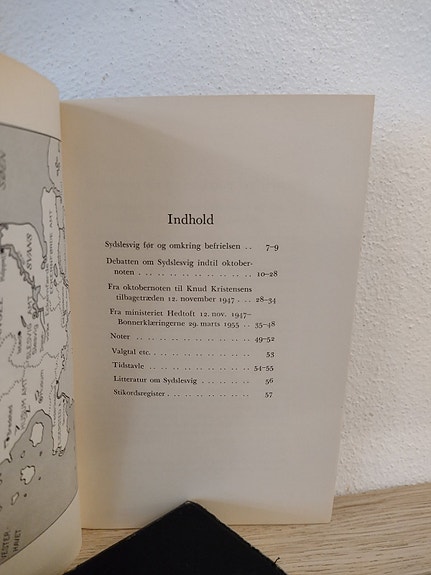 Indhold
Sydslesvig før og omkring befrielsen .. 7–9
Debatten om Sydslesvig indtil oktober-
noten . . . . . . . . . . . . . 10–28
Fra oktobernoten til Knud Kristensens
tilbagetræden 12. november 1947 . . . 28–34
Fra ministeriet Hedtoft 12. nov. 1947–
Bonnerklæringerne 29. marts 1955 . . 35–48
Noter . . . . . . . . . . . . . 49–52
Valgtal etc. . . . . . . . . . . . 53
Tidstavle . . . . . . . . . . . . 54–55
Litteratur om Sydslesvig . . . . . . 56
Stikordsregister . . . . . . . . . . 57
VESTER-
HAVET